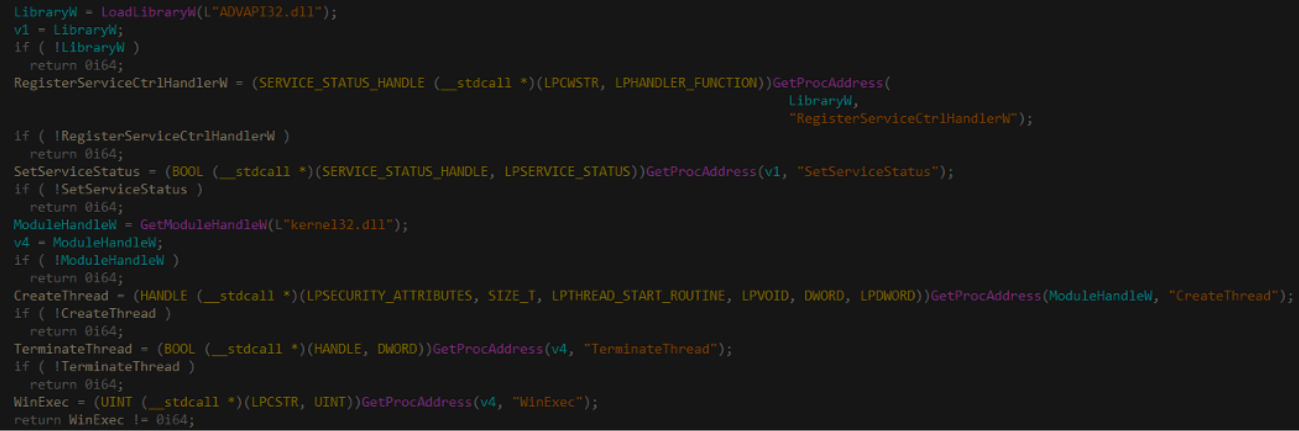 LibraryW = LoadLibraryW(L"ADVAPI32.dll");
v1 = LibraryW;
if ( !LibraryW )
return 0i64;
RegisterServiceCtrlHandlerW = (SERVICE_STATUS_HANDLE (__stdcall *)(LPCWSTR, LPHANDLER_FUNCTION))GetProcAddress(
LibraryW,
"RegisterServiceCtrlHandlerW");
if ( !RegisterServiceCtrlHandlerW )
return 0i64;
SetServiceStatus = (BOOL (__stdcall *)(SERVICE_STATUS_HANDLE, LPSERVICE_STATUS))GetProcAddress(v1, "SetServiceStatus");
if ( !SetServiceStatus )
return 0i64;
ModuleHandleW = GetModuleHandleW(L"kernel32.dll");
v4 = ModuleHandleW;
if ( !ModuleHandleW )
return 0i64;
CreateThread = (HANDLE (__stdcall *)(LPSECURITY_ATTRIBUTES, SIZE_T, LPTHREAD_START_ROUTINE, LPVOID, DWORD, LPDWORD))GetProcAddress(ModuleHandleW, "CreateThread");
if ( !CreateThread )
return 0i64;
TerminateThread = (BOOL (__stdcall *)(HANDLE, DWORD))GetProcAddress(v4, "TerminateThread");
if ( !TerminateThread )
return 0i64;
WinExec = (UINT (__stdcall *)(LPCSTR, UINT))GetProcAddress(v4, "WinExec");
return WinExec != 0i64;